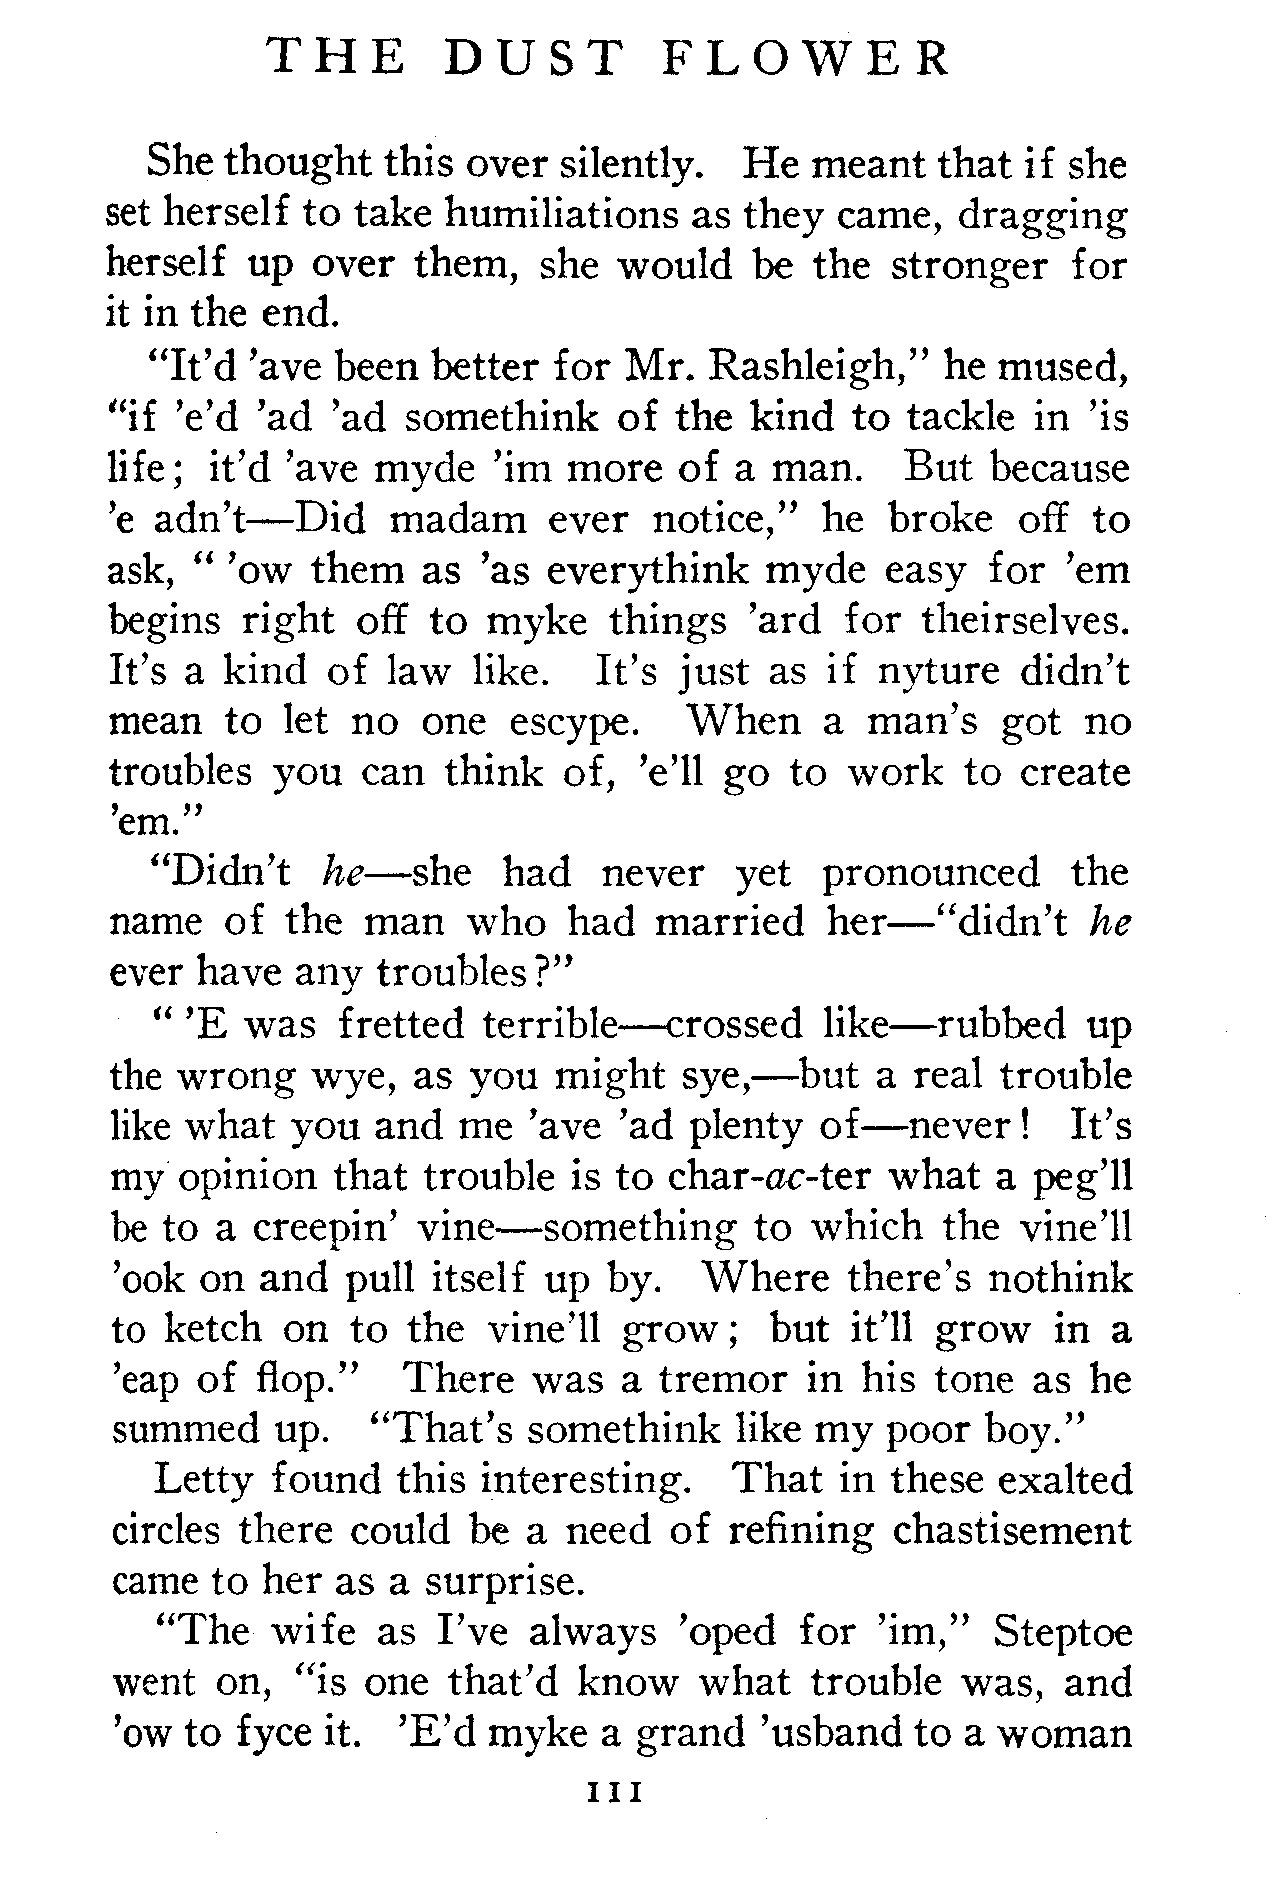 THE DUST FLOWER
She thought this over silently. He meant that if she
set herself to take humiliations as they came, dragging
herself up over them, she would be the stronger for
it in the end.
“It’d ’ave been better for Mr. Rashleigh,” he mused,
“if ’e’d ’ad ’ad somethink of the kind to tackle in ’is
life; it’d ’ave myde ’im more of a man. But because
’e adn’t—Did madam ever notice,” he broke off to
ask, “ ’ow them as ’as everythink myde easy for ’em
begins right off to myke things ’ard for theirselves.
It’s a kind of law like. It’s just as if nyture didn’t
mean to let no one escype. When a man’s got no
troubles you can think of, ’e’ll go to work to create
’em.”
“Didn’t he—she had never yet pronounced the
name of the man who had married her—“didn’t he
ever have any troubles?”
“ ’E was fretted terrible—crossed like—rubbed up
the wrong wye, as you might sye,—but a real trouble
like what you and me ’ave ’ad plenty of—never! It’s
my opinion that trouble is to char-ac-ter what a peg’ll
be to a creepin’ vine—something to which the vine’ll
’ook on and pull itself up by. Where there’s nothink
to ketch on to the vine’ll grow; but it’ll grow in a
’eap of flop.” There was a tremor in his tone as he
summed up. “That’s somethink like my poor boy.”
Letty found this interesting. That in these exalted
circles there could be a need of refining chastisement
came to her as a surprise.
“The wife as I’ve always ’oped for ’im,” Steptoe
went on, “is one that’d know what trouble was, and
’ow to fyce it. ’E’d myke a grand ’usband to a woman
111